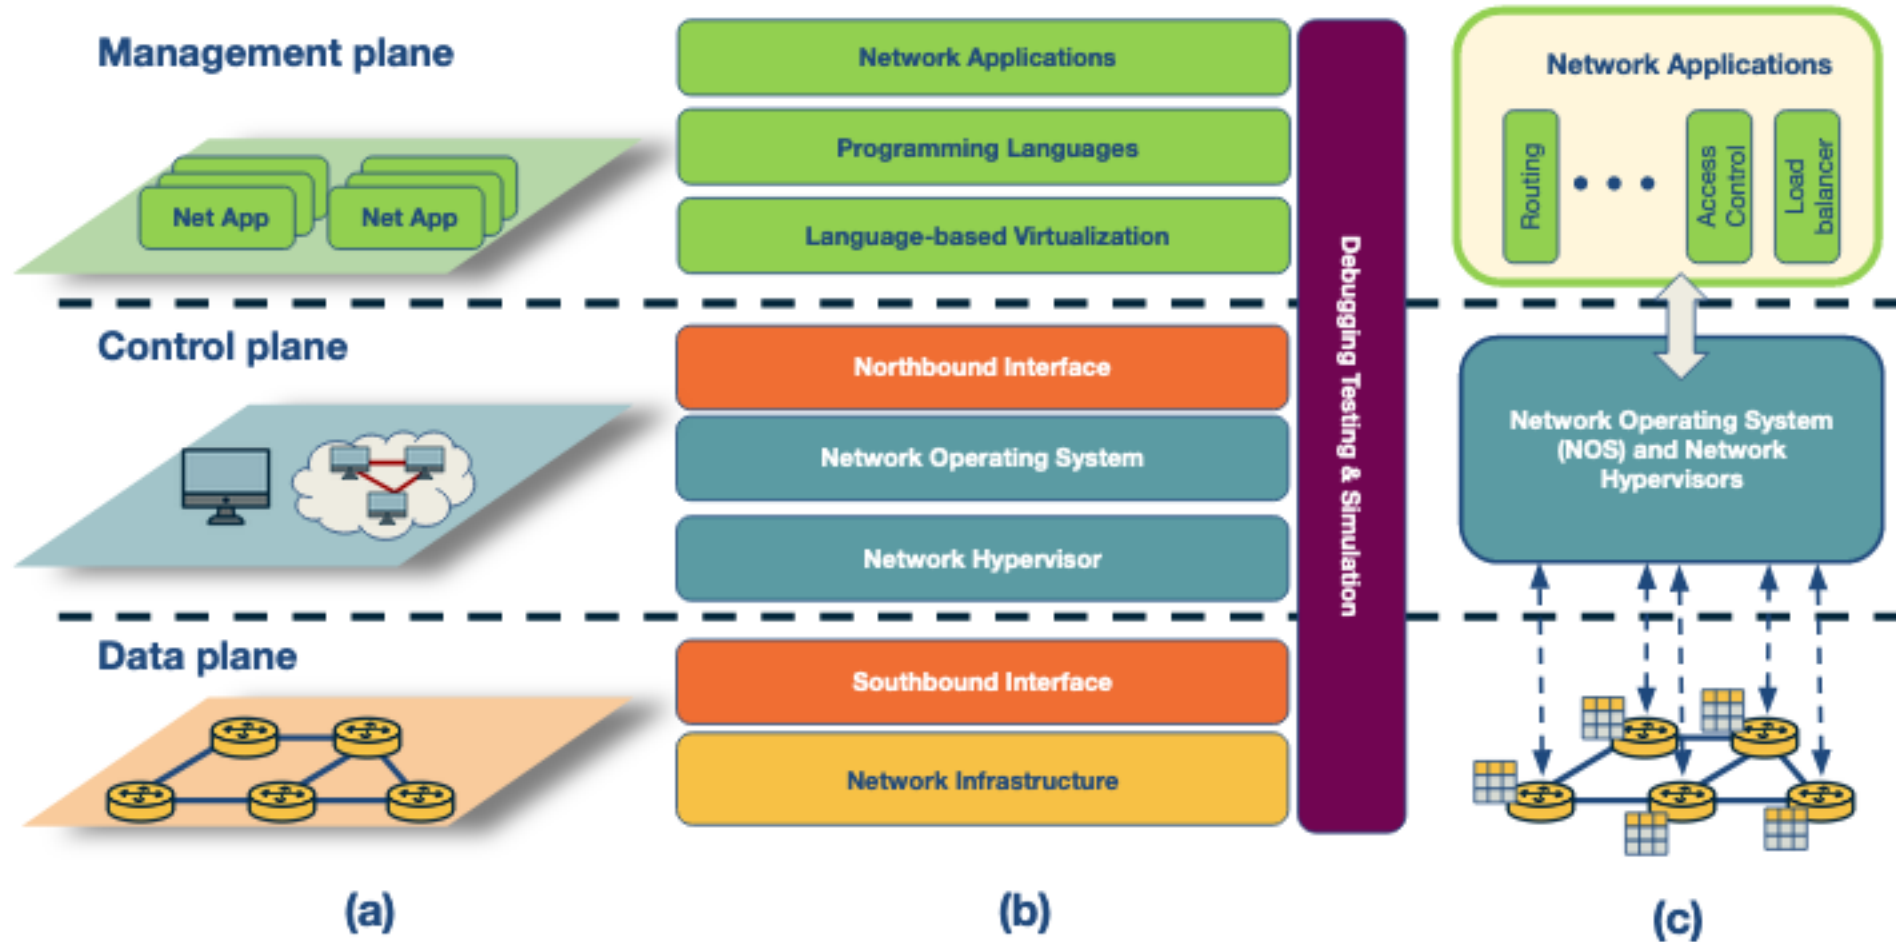 Management plane
Net App
Net App
Control plane
Data plane
(a)
Network Applications
Programming Languages
Language-based Virtualization
Northbound Interface
Network Operating System
Network Hypervisor
Southbound Interface
Network Infrastructure
Debugging Testing & Simulation
(b)
Network Applications
Routing
Access
Control
Load
balancer
Network Operating System
(NOS) and Network
Hypervisors
(c)